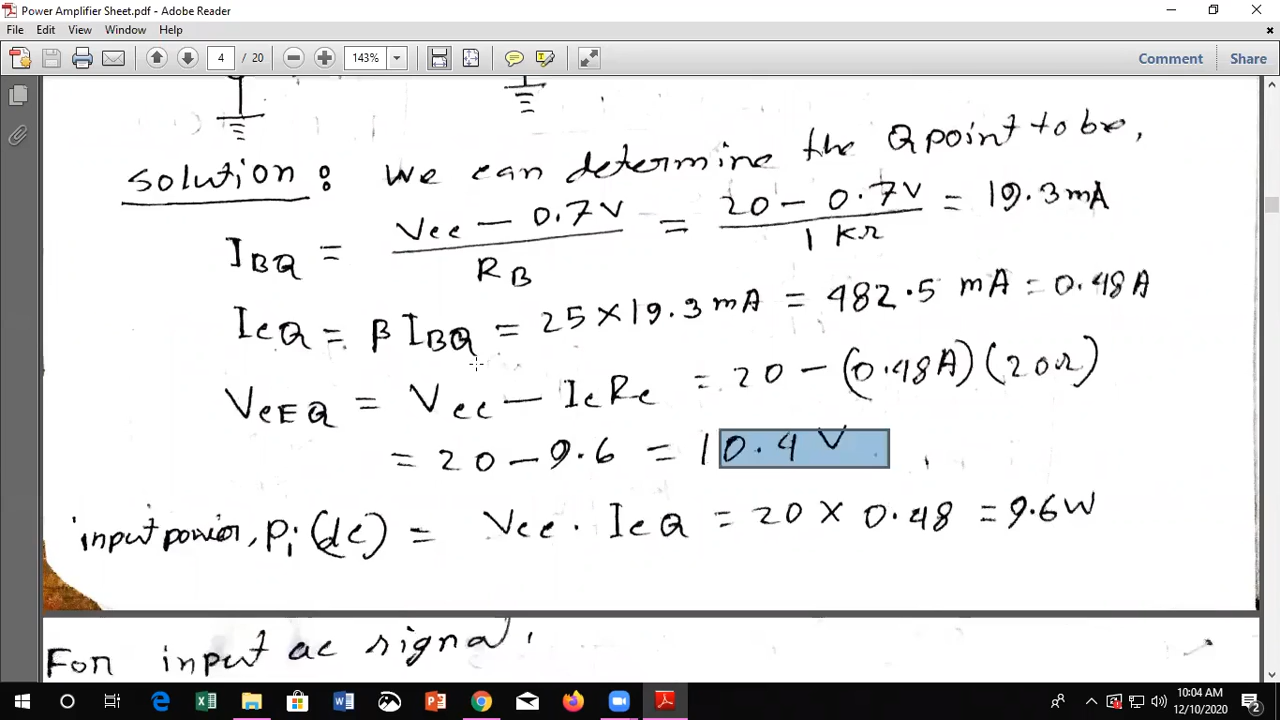 Power Amplifier Sheet.pdf - Adobe Reader
File Edit View Window Help
4 / 20 143% Comment Share
Solution : We can determine the Q point to be,
IBQ = Vcc - 0.7V / RB = 20 - 0.7V / 1 KΩ = 19.3mA
ICQ = β IBQ = 25 × 19.3 mA = 482.5 mA = 0.48A
VCEQ = Vcc - IcRc = 20 - (0.48A) (20Ω)
= 20 - 9.6 = 10.4 V
input power, Pi (dc) = Vcc . ICQ = 20 × 0.48 = 9.6W
For input ac signal,
10:04 AM
12/10/2020
2